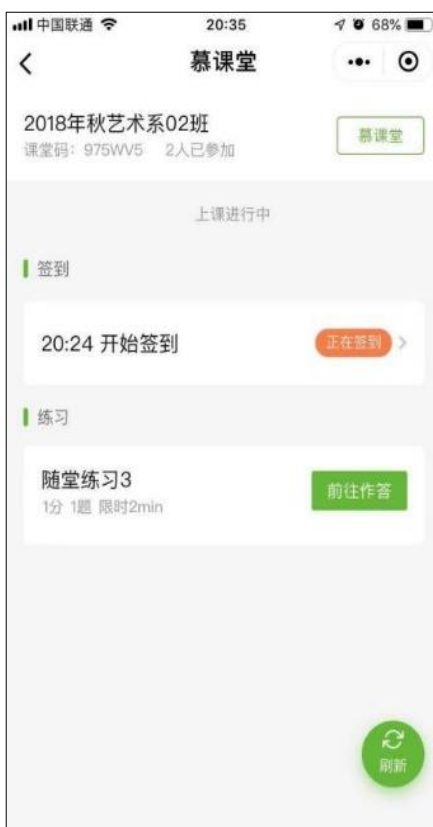 中国联通 20:35 68%
慕课堂
2018年秋艺术系02班
课堂码：975WV5 2人已参加
慕课堂
上课进行中
签到
20:24 开始签到 正在签到
练习
随堂练习3
1分 1题 限时2min
前往作答
刷新